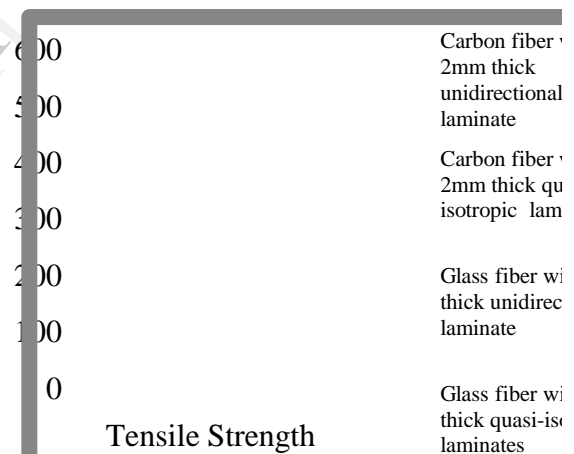 600
500
400
300
200
100
0
Tensile Strength
Carbon fiber
2mm thick
unidirectional
laminate
Carbon fiber
2mm thick
isotropic
Glass fiber
thick
laminate
Glass fiber
thick
laminates